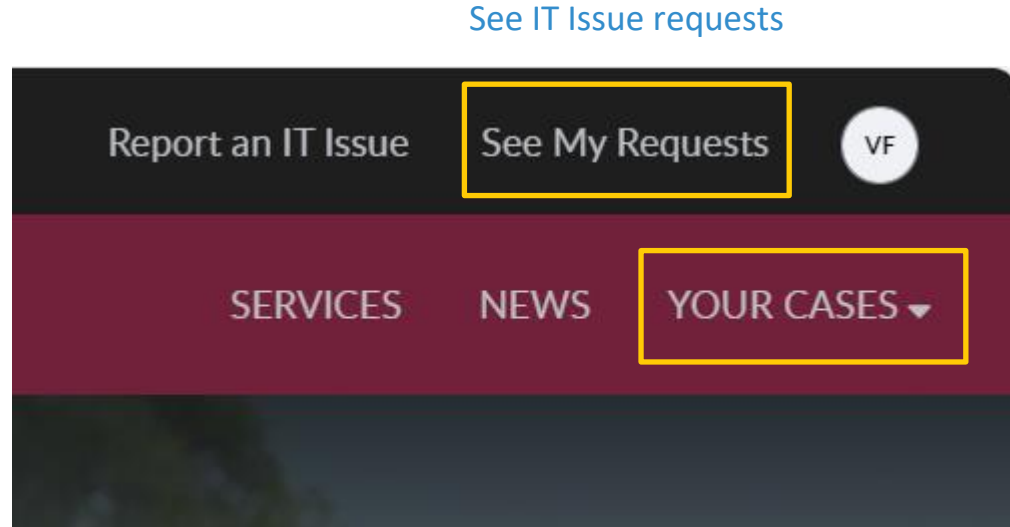 See IT Issue requests
Report an IT Issue See My Requests VF
SERVICES NEWS YOUR CASES